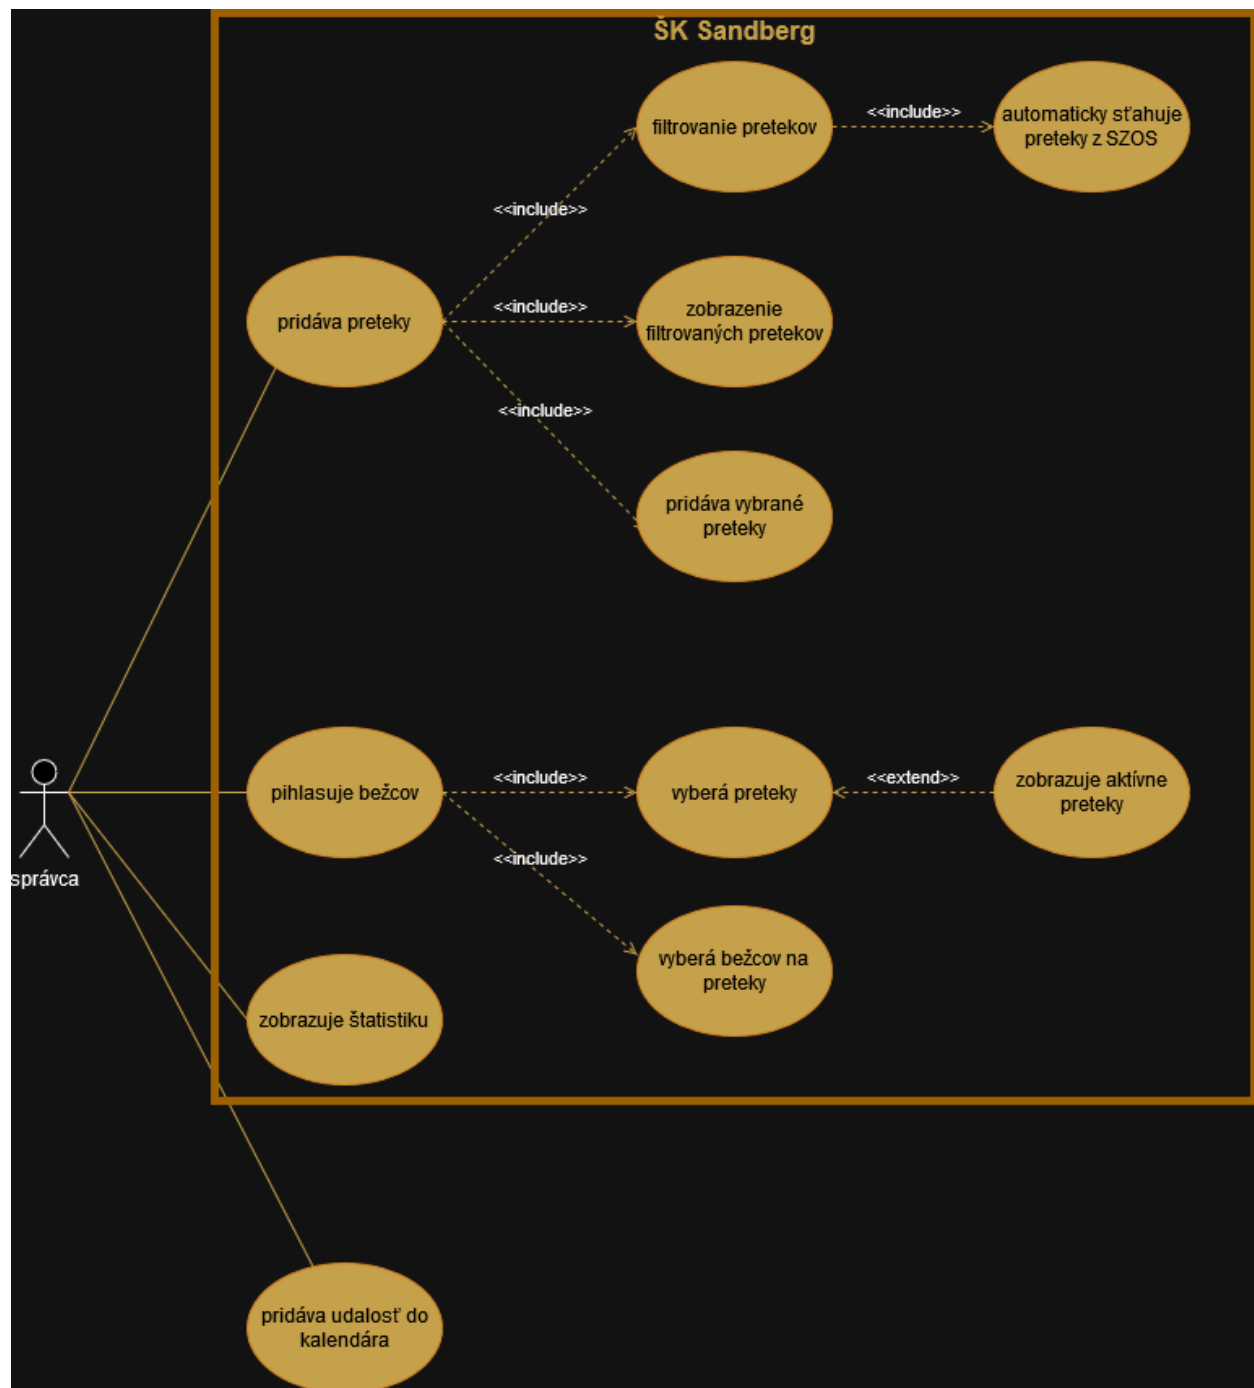 ŠK Sandberg
filtrovanie pretekov
<<include>>
automaticky sťahuje
preteky z SZOS
<<include>>
pridáva preteky
<<include>>
zobrazenie
filtrovaných pretekov
<<include>>
pridáva vybrané
preteky
správca
pihlasuje bežcov
<<include>>
vyberá preteky
<<extend>>
zobrazuje aktívne
preteky
<<include>>
vyberá bežcov na
preteky
zobrazuje štatistiku
pridáva udalosť do
kalendára